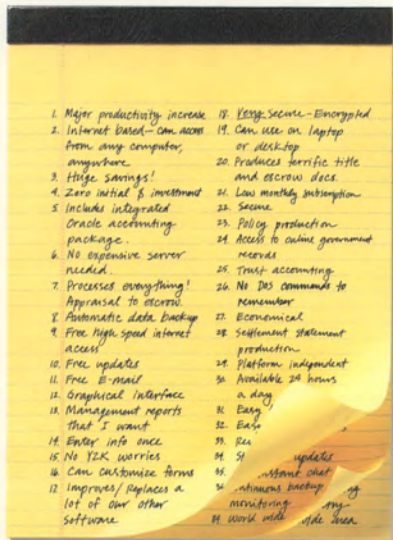 1. Major productivity increase
2. Internet based – can access
from any computer,
anywhere
3. Huge savings!
4. Zero initial $ investment
5. Includes integrated
Oracle accounting
package.
6. No expensive server
needed.
7. Processes everything!
Appraisal to escrow.
8. Automatic data backup
9. Free high speed internet
access
10. Free updates
11. Free E-mail
12. Graphical interface
13. Management reports
that I want
14. Enter info once
15. No Y2K worries
16. Can customize forms
17. Improves/Replaces a
lot of our other
software
18. Very secure – Encrypted
19. Can use on laptop
or desktop
20. Produces terrific title
and escrow docs.
21. Low monthly subscription
22. Secure
23. Policy production
24. Access to online government
records
25. Trust accounting
26. No DOS commands to
remember
27. Economical
28. Settlement statement
production
29. Platform independent
30. Available 24 hours
a day
31. Easy
32.
33.
34. updates
35. chat
36. backup
monitoring
world wide area